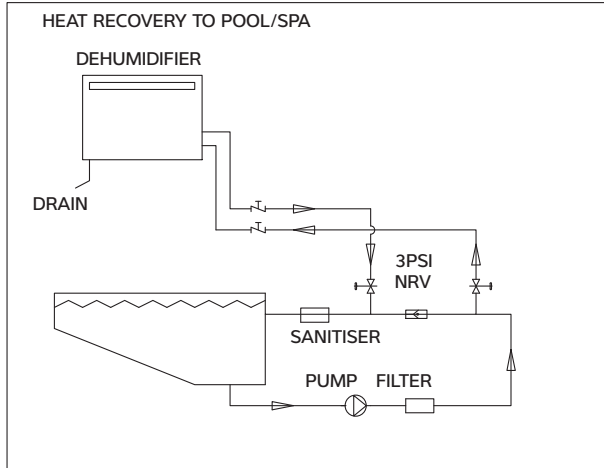 HEAT RECOVERY TO POOL/SPA
DEHUMIDIFIER
DRAIN
3PSI
NRV
SANITISER
PUMP FILTER